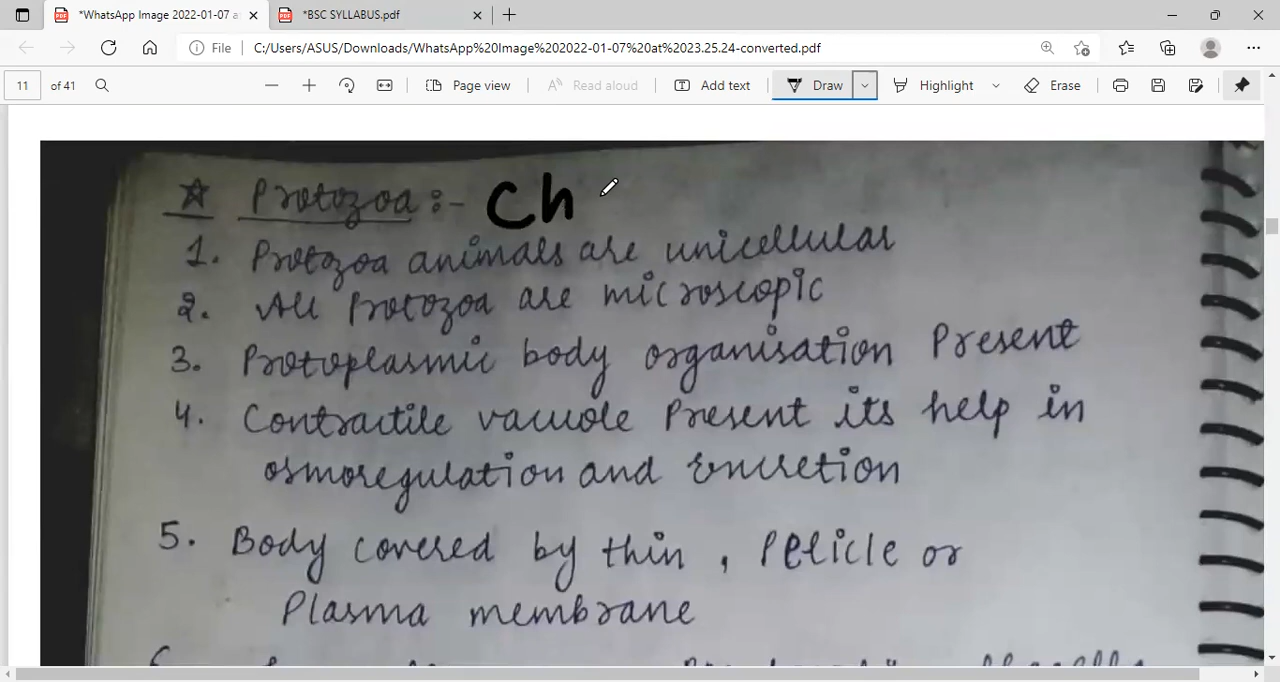 *WhatsApp Image 2022-01-07 a
*BSC SYLLABUS.pdf
File C:/Users/ASUS/Downloads/WhatsApp%20Image%202022-01-07%20at%2023.25.24-converted.pdf
11 of 41 Page view Read aloud Add text Draw Highlight Erase
☆ Protozoa :- Ch
1. Protozoa animals are unicellular
2. All Protozoa are microscopic
3. Protoplasmic body organisation Present
4. Contractile vacuole Present its help in
osmoregulation and Excretion
5. Body covered by thin , Pellicle or
Plasma membrane